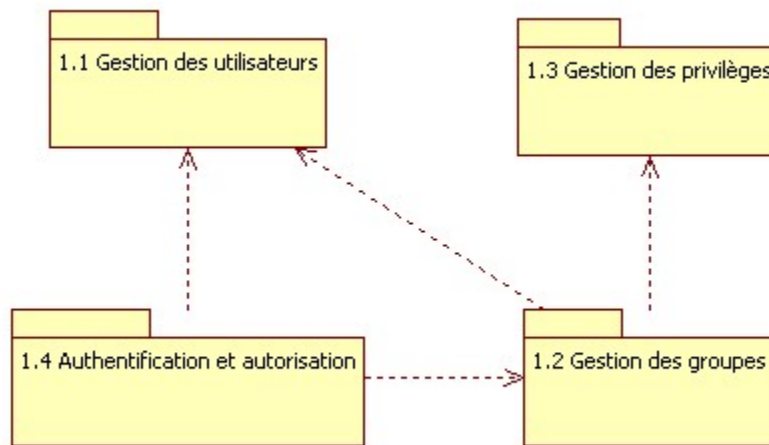 1.1 Gestion des utilisateurs
1.3 Gestion des privilèges
1.4 Authentification et autorisation
1.2 Gestion des groupes